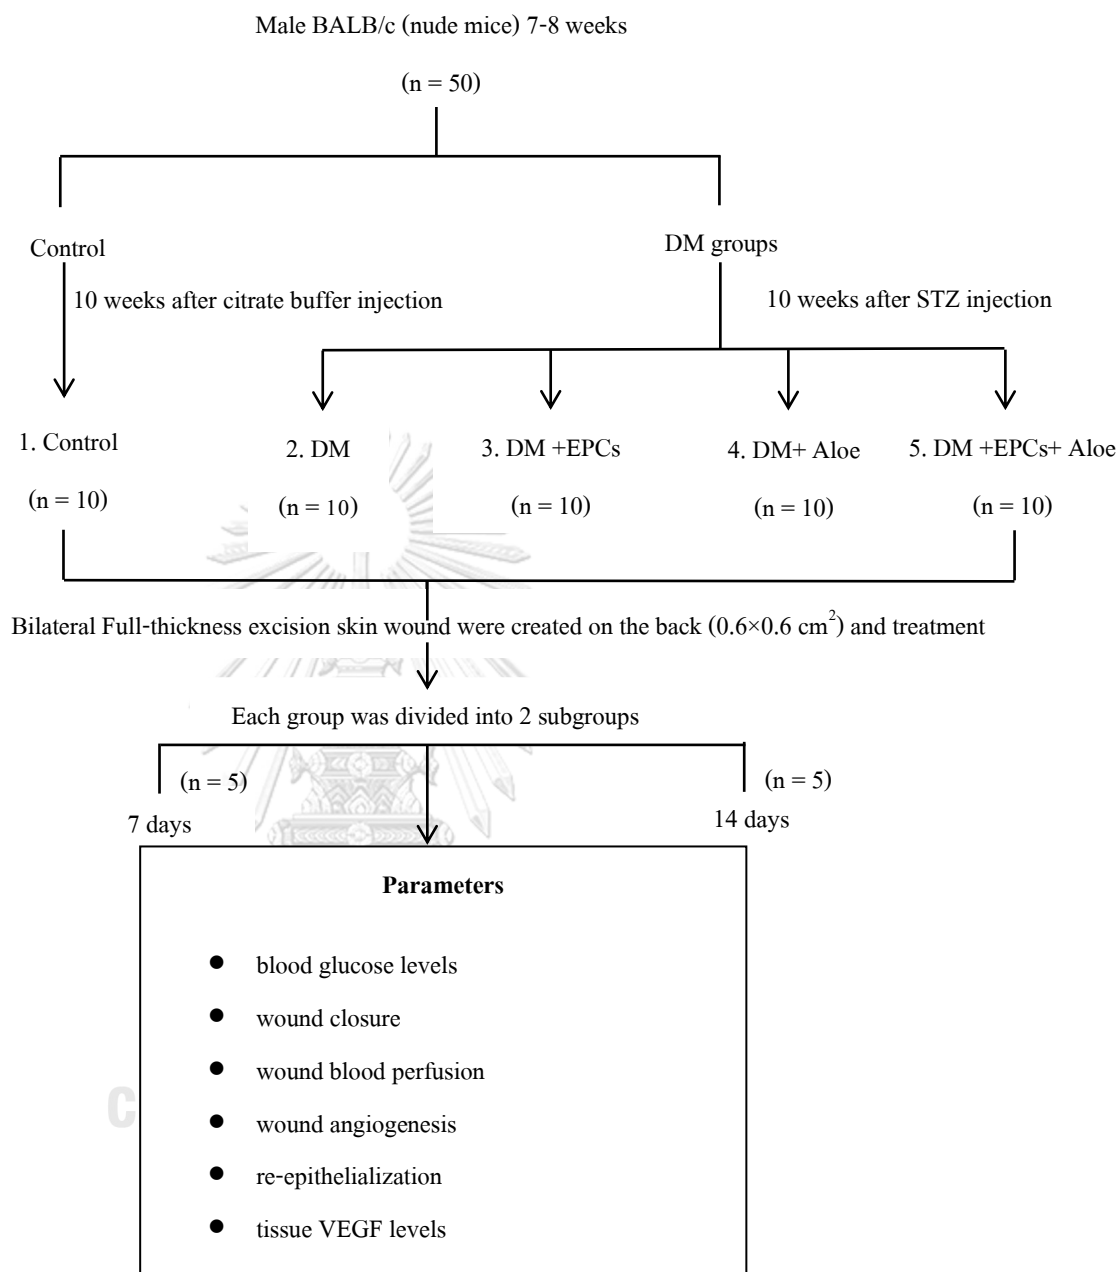 Male BALB/c (nude mice) 7-8 weeks
(n = 50)
Control
DM groups
10 weeks after citrate buffer injection
10 weeks after STZ injection
1. Control
2. DM
3. DM +EPCs
4. DM+ Aloe
5. DM +EPCs+ Aloe
(n = 10)
(n = 10)
(n = 10)
(n = 10)
(n = 10)
Bilateral Full-thickness excision skin wound were created on the back (0.6×0.6 cm²) and treatment
Each group was divided into 2 subgroups
(n = 5)
(n = 5)
7 days
14 days
Parameters
● blood glucose levels
● wound closure
● wound blood perfusion
● wound angiogenesis
● re-epithelialization
● tissue VEGF levels